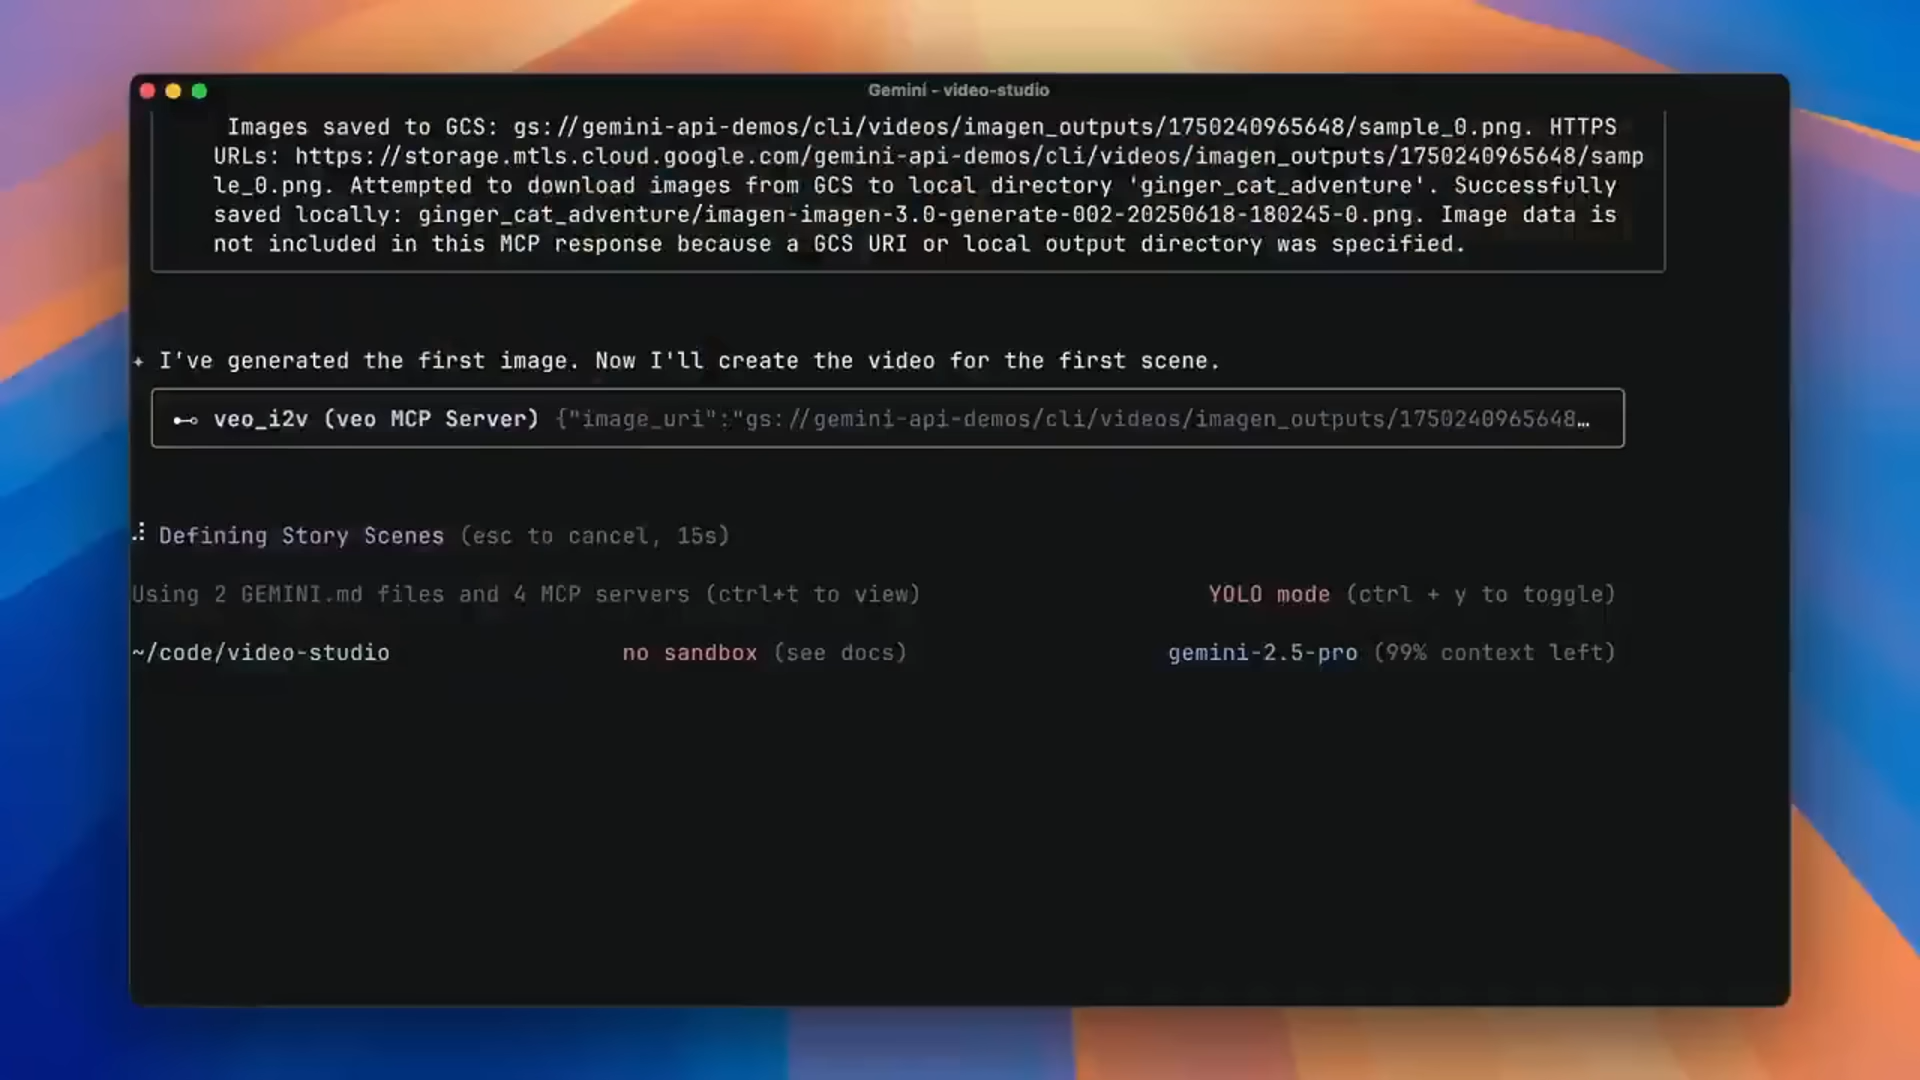 Gemini - video-studio
Images saved to GCS: gs://gemini-api-demos/cli/videos/imagen_outputs/1750240965648/sample_0.png. HTTPS
URLs: https://storage.mtls.cloud.google.com/gemini-api-demos/cli/videos/imagen_outputs/1750240965648/samp
le_0.png. Attempted to download images from GCS to local directory 'ginger_cat_adventure'. Successfully
saved locally: ginger_cat_adventure/imagen-imagen-3.0-generate-002-20250618-180245-0.png. Image data is
not included in this MCP response because a GCS URI or local output directory was specified.
✦ I've generated the first image. Now I'll create the video for the first scene.
veo_i2v (veo MCP Server) {"image_uri":"gs://gemini-api-demos/cli/videos/imagen_outputs/1750240965648…
Defining Story Scenes (esc to cancel, 15s)
Using 2 GEMINI.md files and 4 MCP servers (ctrl+t to view) YOLO mode (ctrl + y to toggle)
~/code/video-studio no sandbox (see docs) gemini-2.5-pro (99% context left)